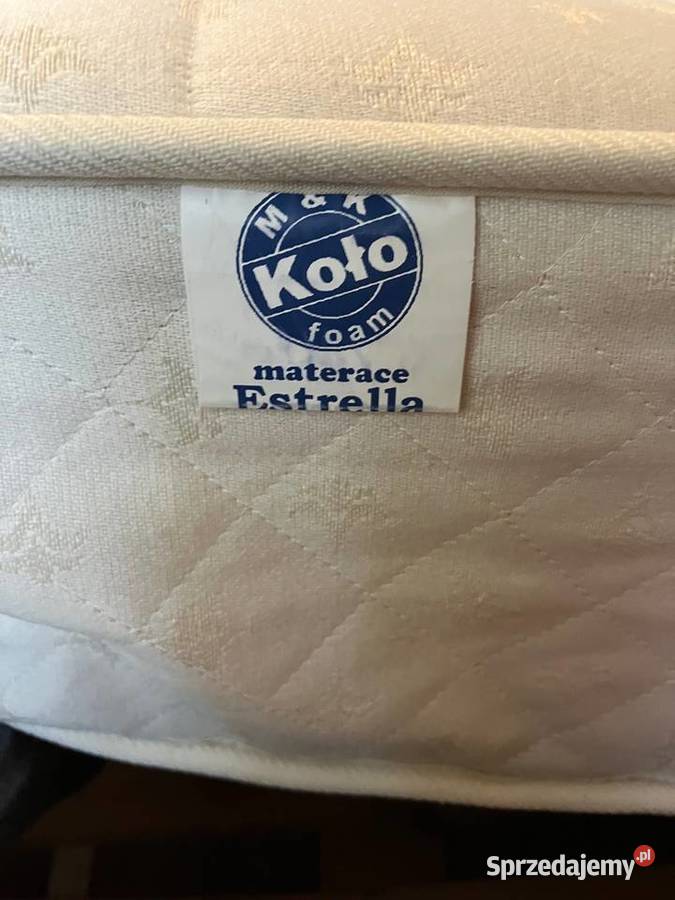 M & K
Koło
foam
materace
Estrella
Sprzedajemy.pl